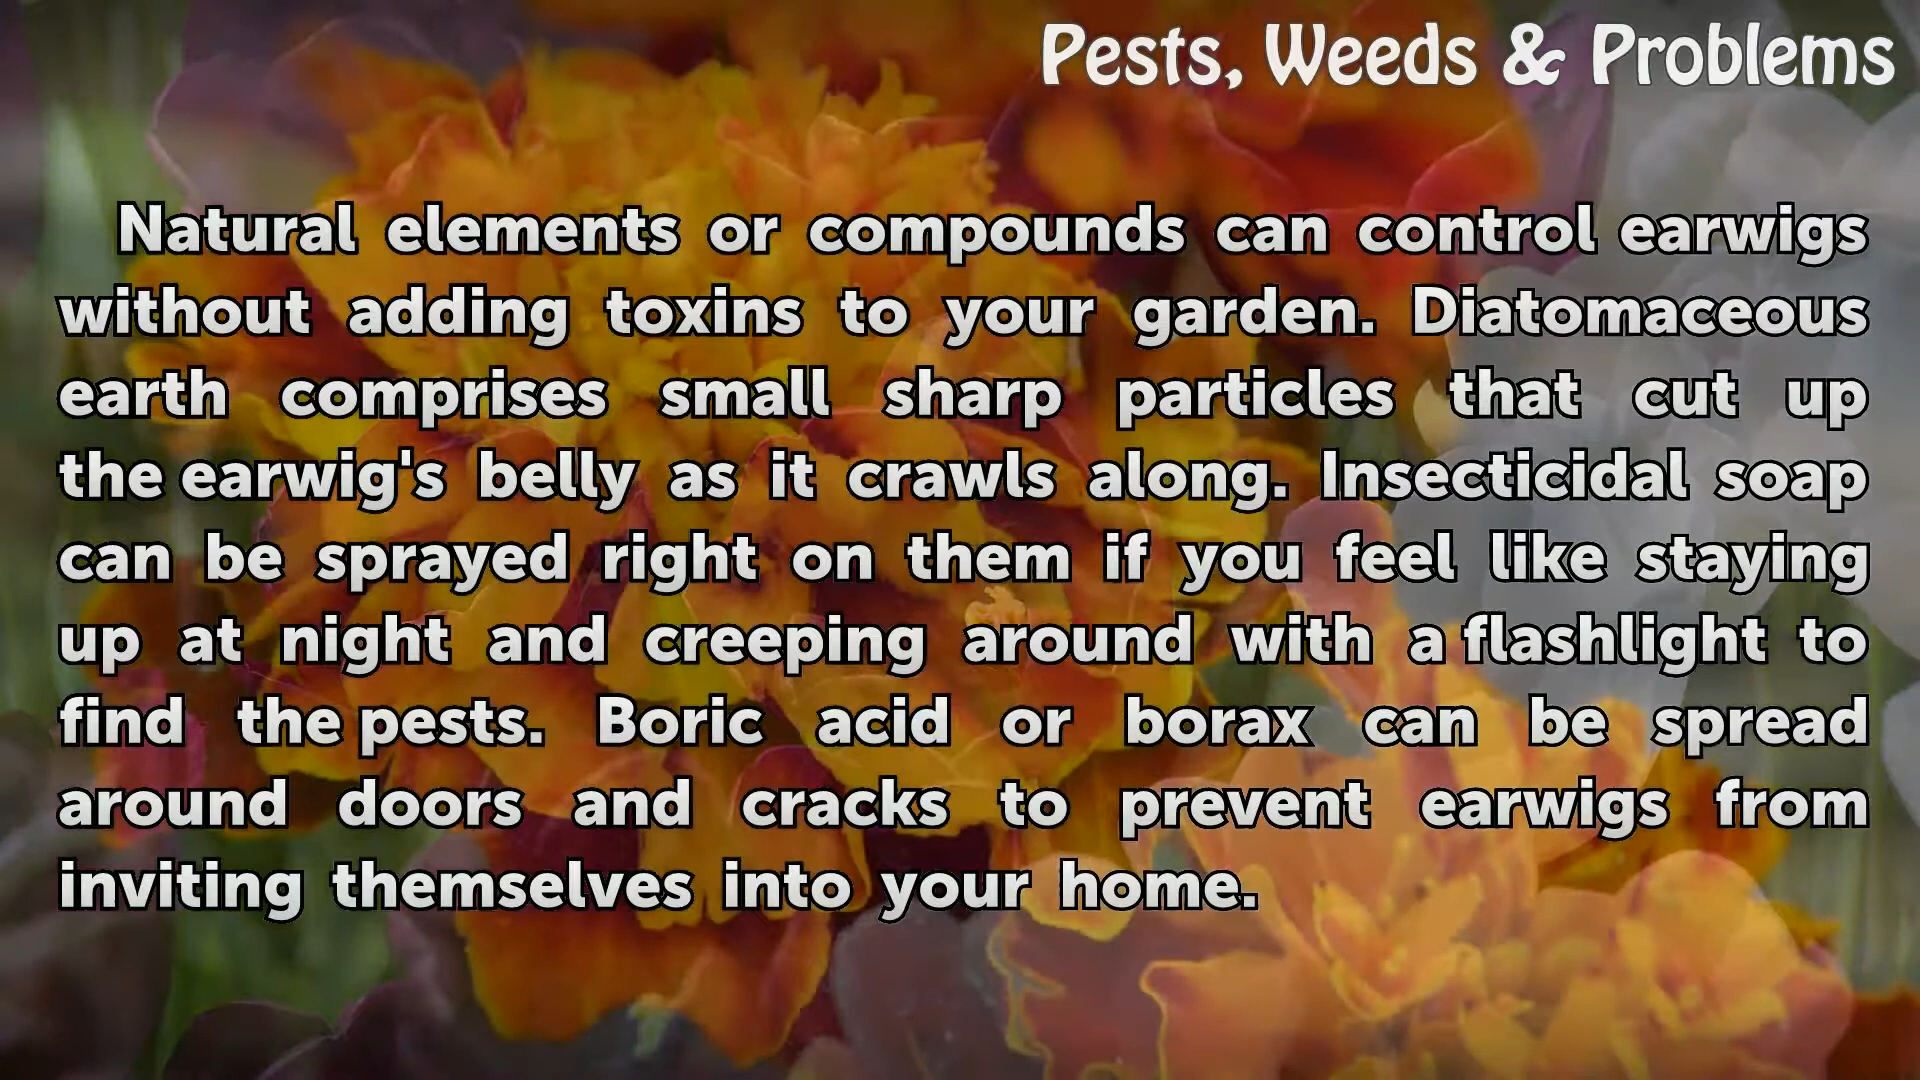 Pests, Weeds & Problems
Natural elements or compounds can control earwigs
without adding toxins to your garden. Diatomaceous
earth comprises small sharp particles that cut up
the earwig's belly as it crawls along. Insecticidal soap
can be sprayed right on them if you feel like staying
up at night and creeping around with a flashlight to
find the pests. Boric acid or borax can be spread
around doors and cracks to prevent earwigs from
inviting themselves into your home.